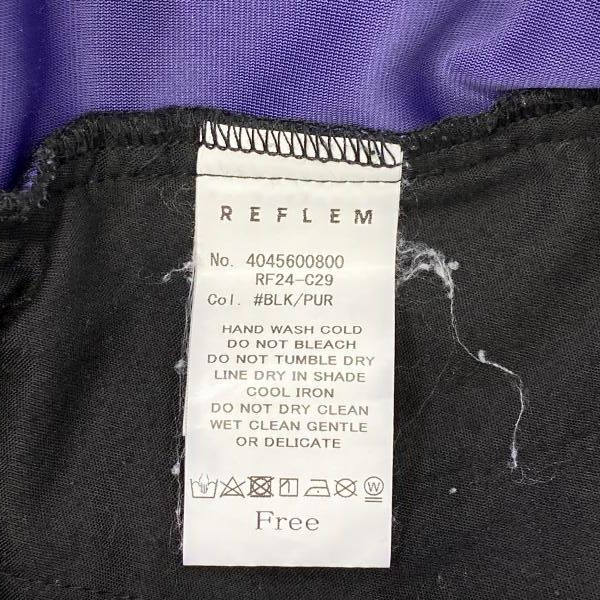 REFLEM
No. 4045600800
RF24-C29
Col. #BLK/PUR
HAND WASH COLD
DO NOT BLEACH
DO NOT TUMBLE DRY
LINE DRY IN SHADE
COOL IRON
DO NOT DRY CLEAN
WET CLEAN GENTLE
OR DELICATE
W
Free